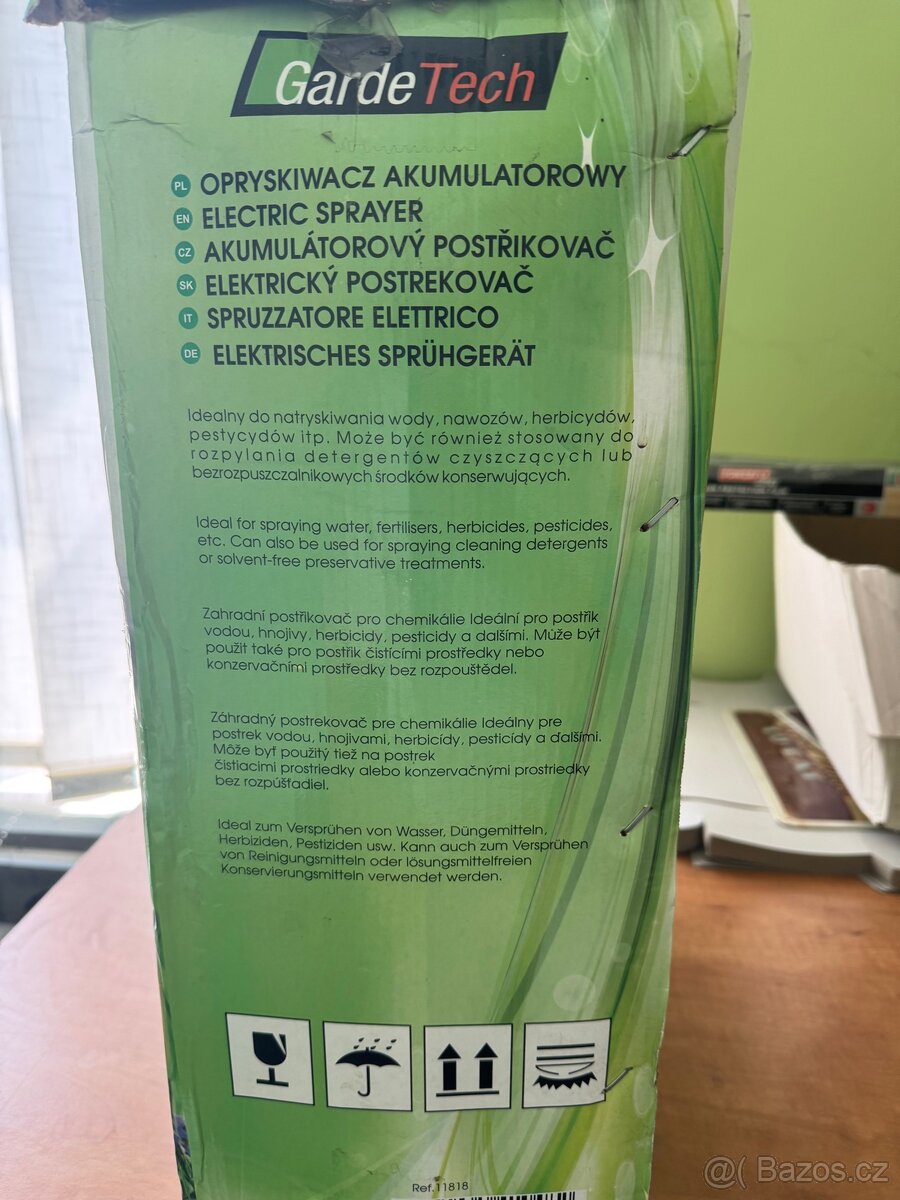 GardeTech
PL OPRYSKIWACZ AKUMULATOROWY
EN ELECTRIC SPRAYER
CZ AKUMULÁTOROVÝ POSTŘIKOVAČ
SK ELEKTRICKÝ POSTREKOVAČ
IT SPRUZZATORE ELETTRICO
DE ELEKTRISCHES SPRÜHGERÄT
Idealny do natryskiwania wody, nawozów, herbicydów,
pestycydów itp. Może być również stosowany do
rozpylania detergentów czyszczących lub
bezrozpuszczalnikowych środków konserwujących.
Ideal for spraying water, fertilisers, herbicides, pesticides,
etc. Can also be used for spraying cleaning detergents
or solvent-free preservative treatments.
Zahradní postřikovač pro chemikálie Ideální pro postřik
vodou, hnojivy, herbicidy, pesticidy a dalšími. Může být
použit také pro postřik čistícími prostředky nebo
konzervačními prostředky bez rozpouštědel.
Záhradný postrekovač pre chemikálie Ideálny pre
postrek vodou, hnojivami, herbicídy, pesticídy a ďalšími.
Môže byť použitý tiež na postrek
čistiacimi prostriedky alebo konzervačnými prostriedky
bez rozpúšťadiel.
Ideal zum Versprühen von Wasser, Düngemitteln,
Herbiziden, Pestiziden usw. Kann auch zum Versprühen
von Reinigungsmitteln oder lösungsmittelfreien
Konservierungsmitteln verwendet werden.
Ref.11818
@( Bazos.cz